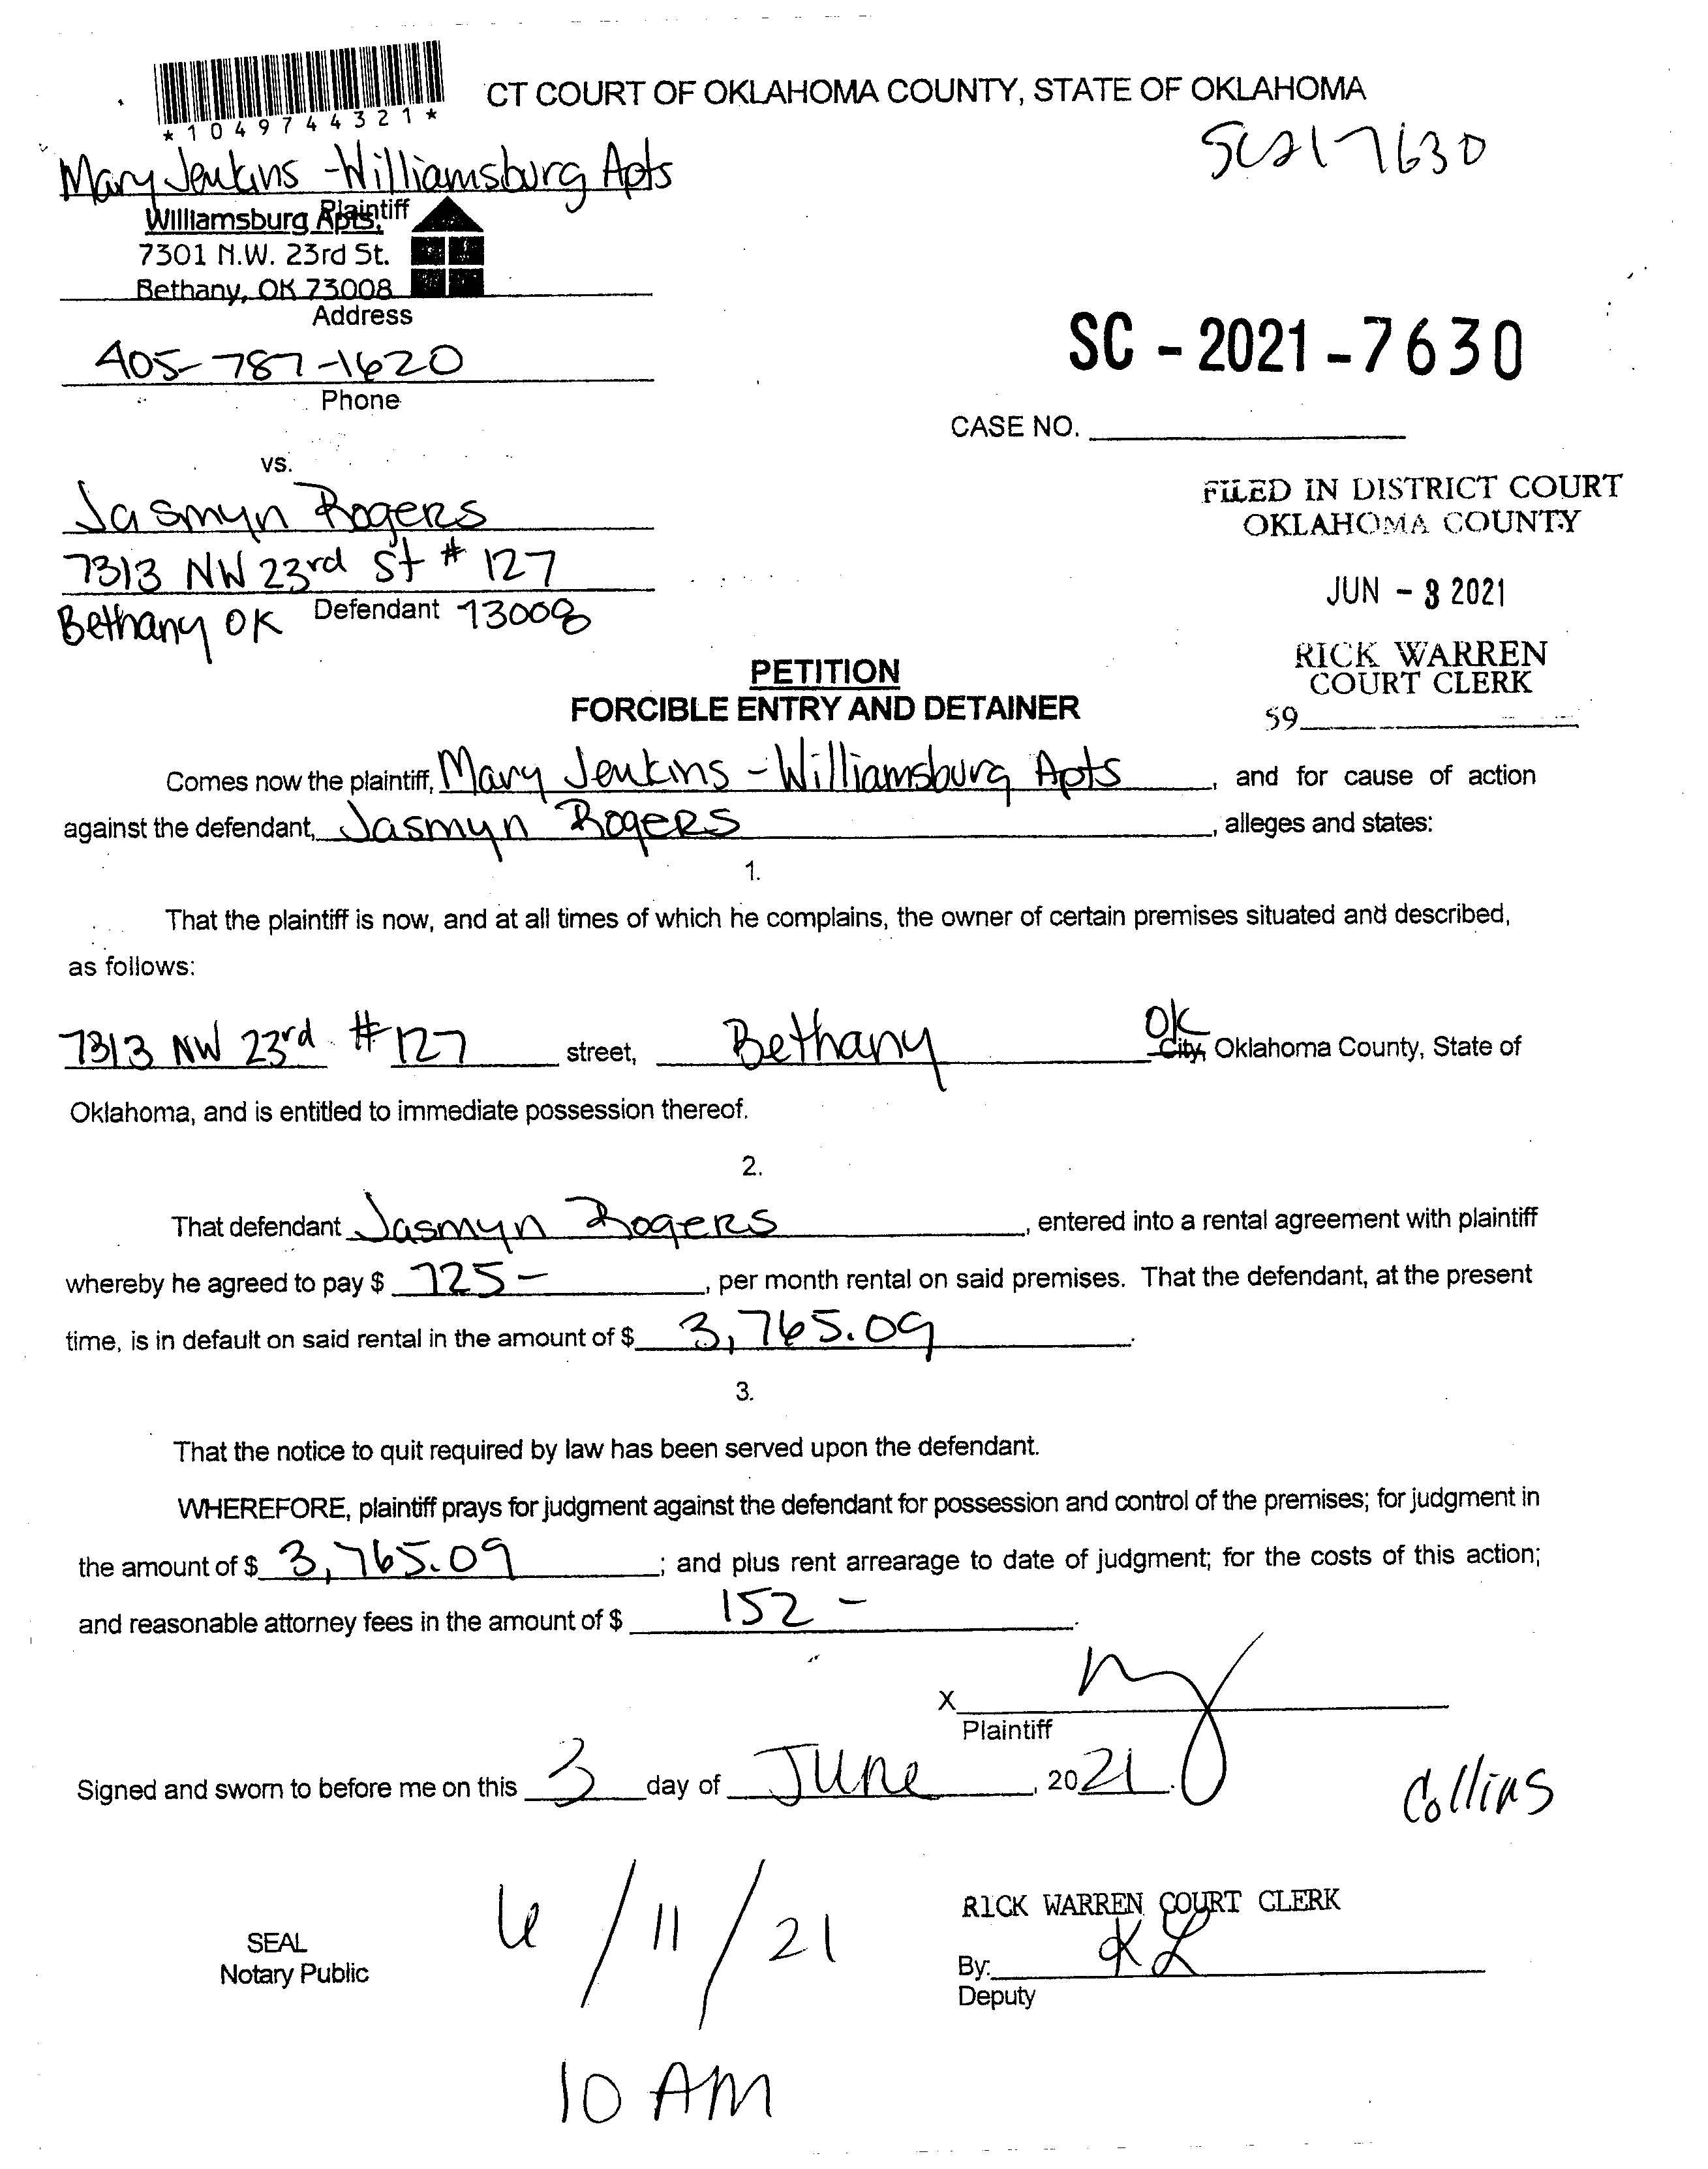 CT COURT OF OKLAHOMA COUNTY, STATE OF OKLAHOMA
*1049744321*
SC217630
Mary Jenkins - Williamsburg Apts
Plaintiff
Williamsburg Apts.
7301 N.W. 23rd St.
Bethany, OK 73008
Address
405-787-1620
Phone
SC - 2021 - 7630
CASE NO.
vs.
FILED IN DISTRICT COURT
OKLAHOMA COUNTY
Jasmyn Rogers
7313 NW 23rd St # 127
Bethany OK Defendant 73008
JUN - 3 2021
RICK WARREN
COURT CLERK
59
PETITION
FORCIBLE ENTRY AND DETAINER
Comes now the plaintiff, Mary Jenkins - Williamsburg Apts, and for cause of action
against the defendant, Jasmyn Rogers, alleges and states:
1.
That the plaintiff is now, and at all times of which he complains, the owner of certain premises situated and described,
as follows:
7313 NW 23rd #127 street, Bethany OK City, Oklahoma County, State of
Oklahoma, and is entitled to immediate possession thereof.
2.
That defendant Jasmyn Rogers, entered into a rental agreement with plaintiff
whereby he agreed to pay $ 725-, per month rental on said premises. That the defendant, at the present
time, is in default on said rental in the amount of $ 3,765.09.
3.
That the notice to quit required by law has been served upon the defendant.
WHEREFORE, plaintiff prays for judgment against the defendant for possession and control of the premises; for judgment in
the amount of $ 3,765.09; and plus rent arrearage to date of judgment; for the costs of this action;
and reasonable attorney fees in the amount of $ 152-.
X
Plaintiff
Signed and sworn to before me on this 3 day of June, 2021.
Collins
6/11/21
RICK WARREN COURT CLERK
SEAL
Notary Public
By: KL
Deputy
10 AM